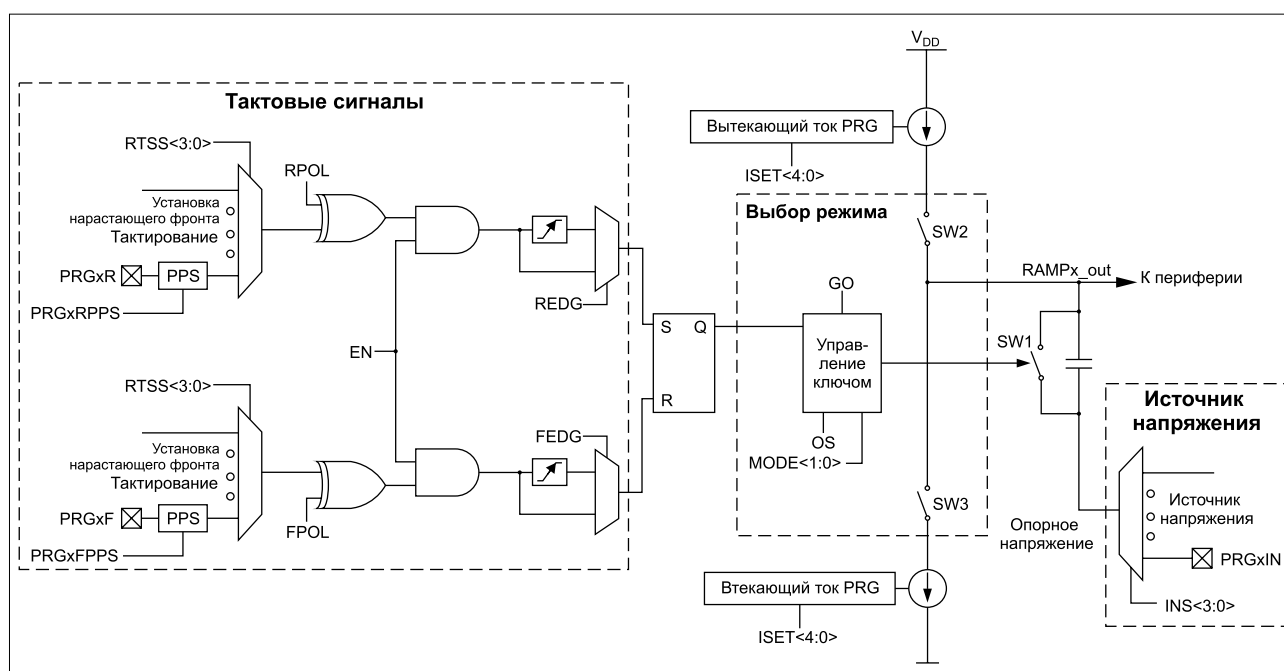 V_DD
Тактовые сигналы
RTSS<3:0>
Вытекающий ток PRG
ISET<4:0>
RPOL
Установка
нарастающего фронта
Тактирование
PRGxR
PPS
PRGxRPPS
REDG
Выбор режима
SW2
RAMPx_out
К периферии
GO
EN
S
Q
R
Управ-
ление
ключом
SW1
OS
MODE<1:0>
RTSS<3:0>
Установка
нарастающего фронта
Тактирование
PRGxF
PPS
PRGxFPPS
FPOL
FEDG
SW3
Опорное
напряжение
Источник
напряжения
Источник
напряжения
PRGxIN
INS<3:0>
Втекающий ток PRG
ISET<4:0>